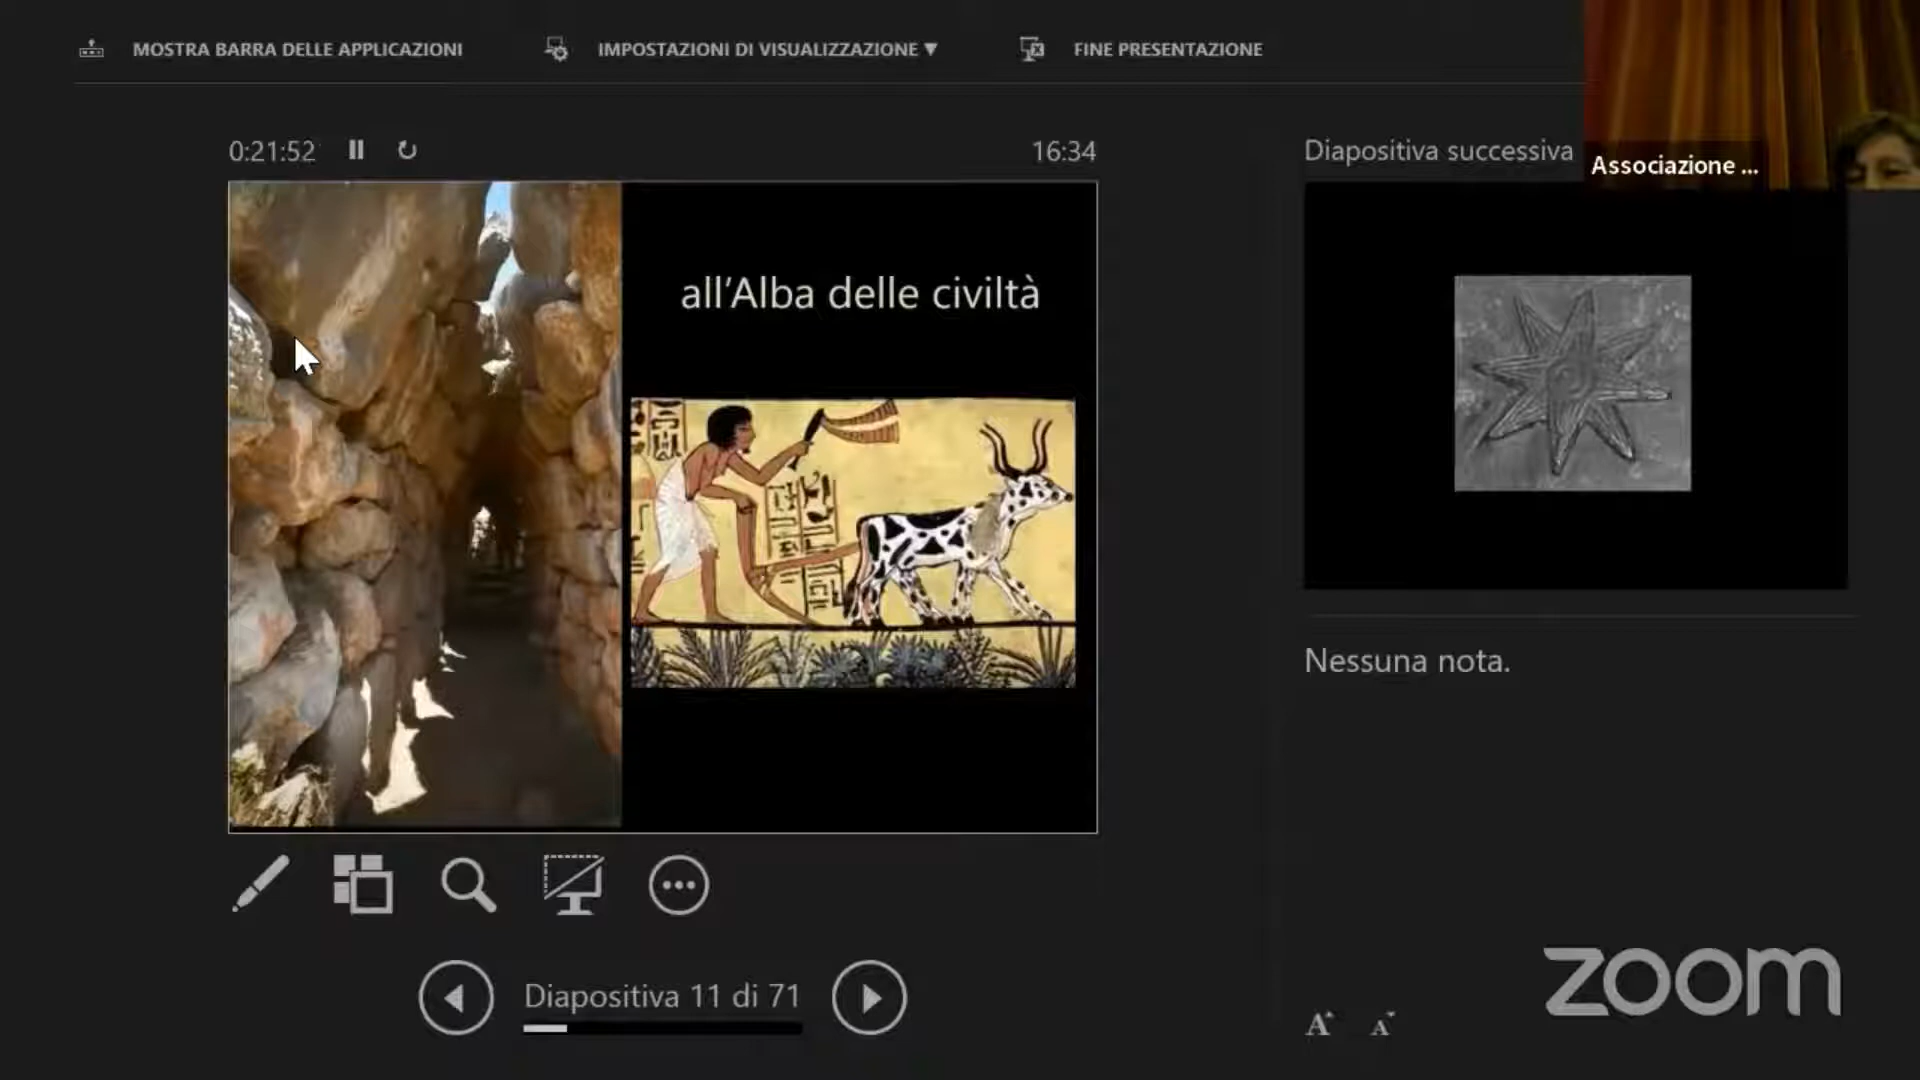 MOSTRA BARRA DELLE APPLICAZIONI
IMPOSTAZIONI DI VISUALIZZAZIONE ▼
FINE PRESENTAZIONE
0:21:52
16:34
Diapositiva successiva
Associazione ...
all'Alba delle civiltà
Nessuna nota.
Diapositiva 11 di 71
A A
zoom